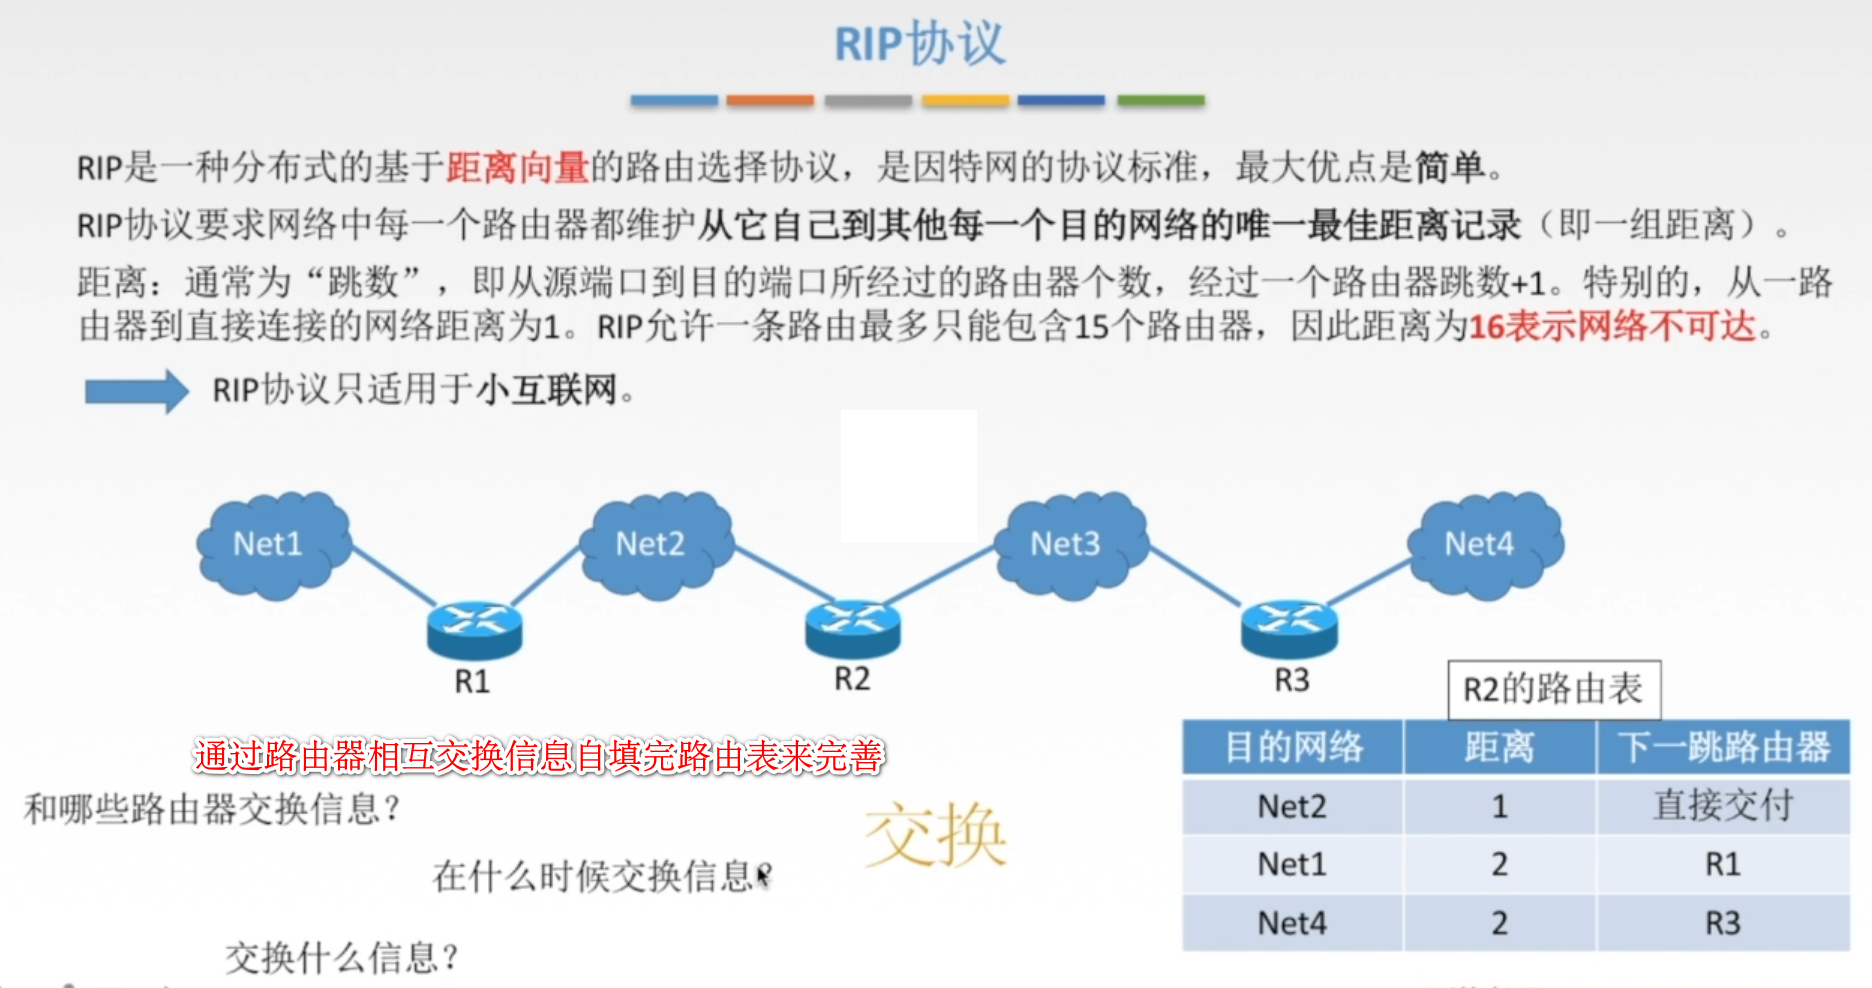 RIP协议
RIP是一种分布式的基于距离向量的路由选择协议，是因特网的协议标准，最大优点是简单。
RIP协议要求网络中每一个路由器都维护从它自己到其他每一个目的网络的唯一最佳距离记录（即一组距离）。
距离：通常为“跳数”，即从源端口到目的端口所经过的路由器个数，经过一个路由器跳数+1。特别的，从一路
由器到直接连接的网络距离为1。RIP允许一条路由最多只能包含15个路由器，因此距离为16表示网络不可达。
RIP协议只适用于小互联网。
Net1
Net2
Net3
Net4
R1
R2
R3
R2的路由表
目的网络 距离 下一跳路由器
Net2 1 直接交付
Net1 2 R1
Net4 2 R3
通过路由器相互交换信息自填完路由表来完善
和哪些路由器交换信息？
交换
在什么时候交换信息？
交换什么信息？